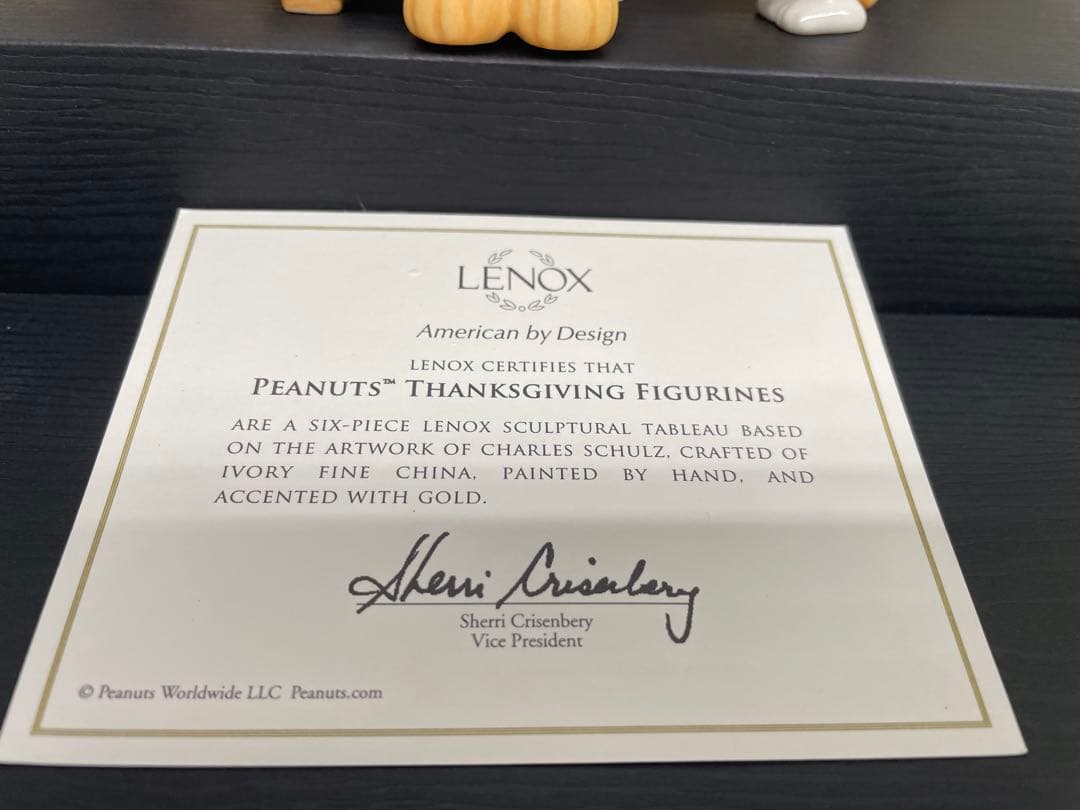 LENOX
American by Design
LENOX CERTIFIES THAT
PEANUTS™ THANKSGIVING FIGURINES
ARE A SIX-PIECE LENOX SCULPTURAL TABLEAU BASED
ON THE ARTWORK OF CHARLES SCHULZ, CRAFTED OF
IVORY FINE CHINA, PAINTED BY HAND, AND
ACCENTED WITH GOLD.
Sherri Crisenbery
Sherri Crisenbery
Vice President
© Peanuts Worldwide LLC Peanuts.com